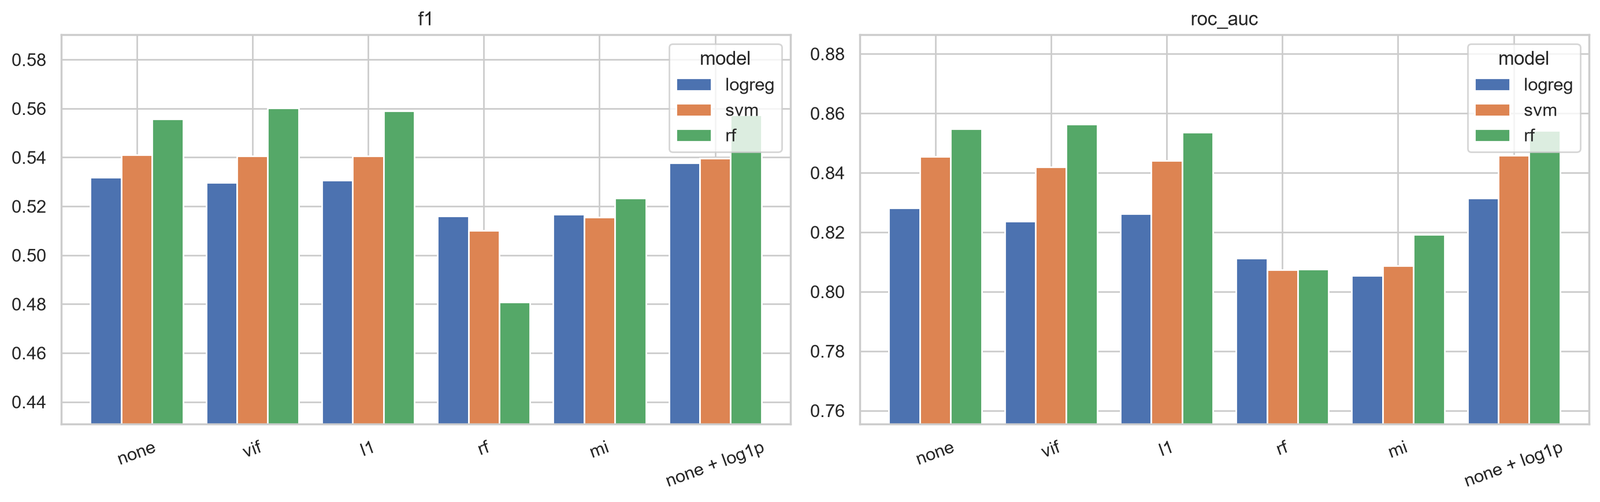 f1
0.58
0.56
0.54
0.52
0.50
0.48
0.46
0.44
model
logreg
svm
rf
none
vif
l1
rf
mi
none + log1p
roc_auc
0.88
0.86
0.84
0.82
0.80
0.78
0.76
model
logreg
svm
rf
none
vif
l1
rf
mi
none + log1p